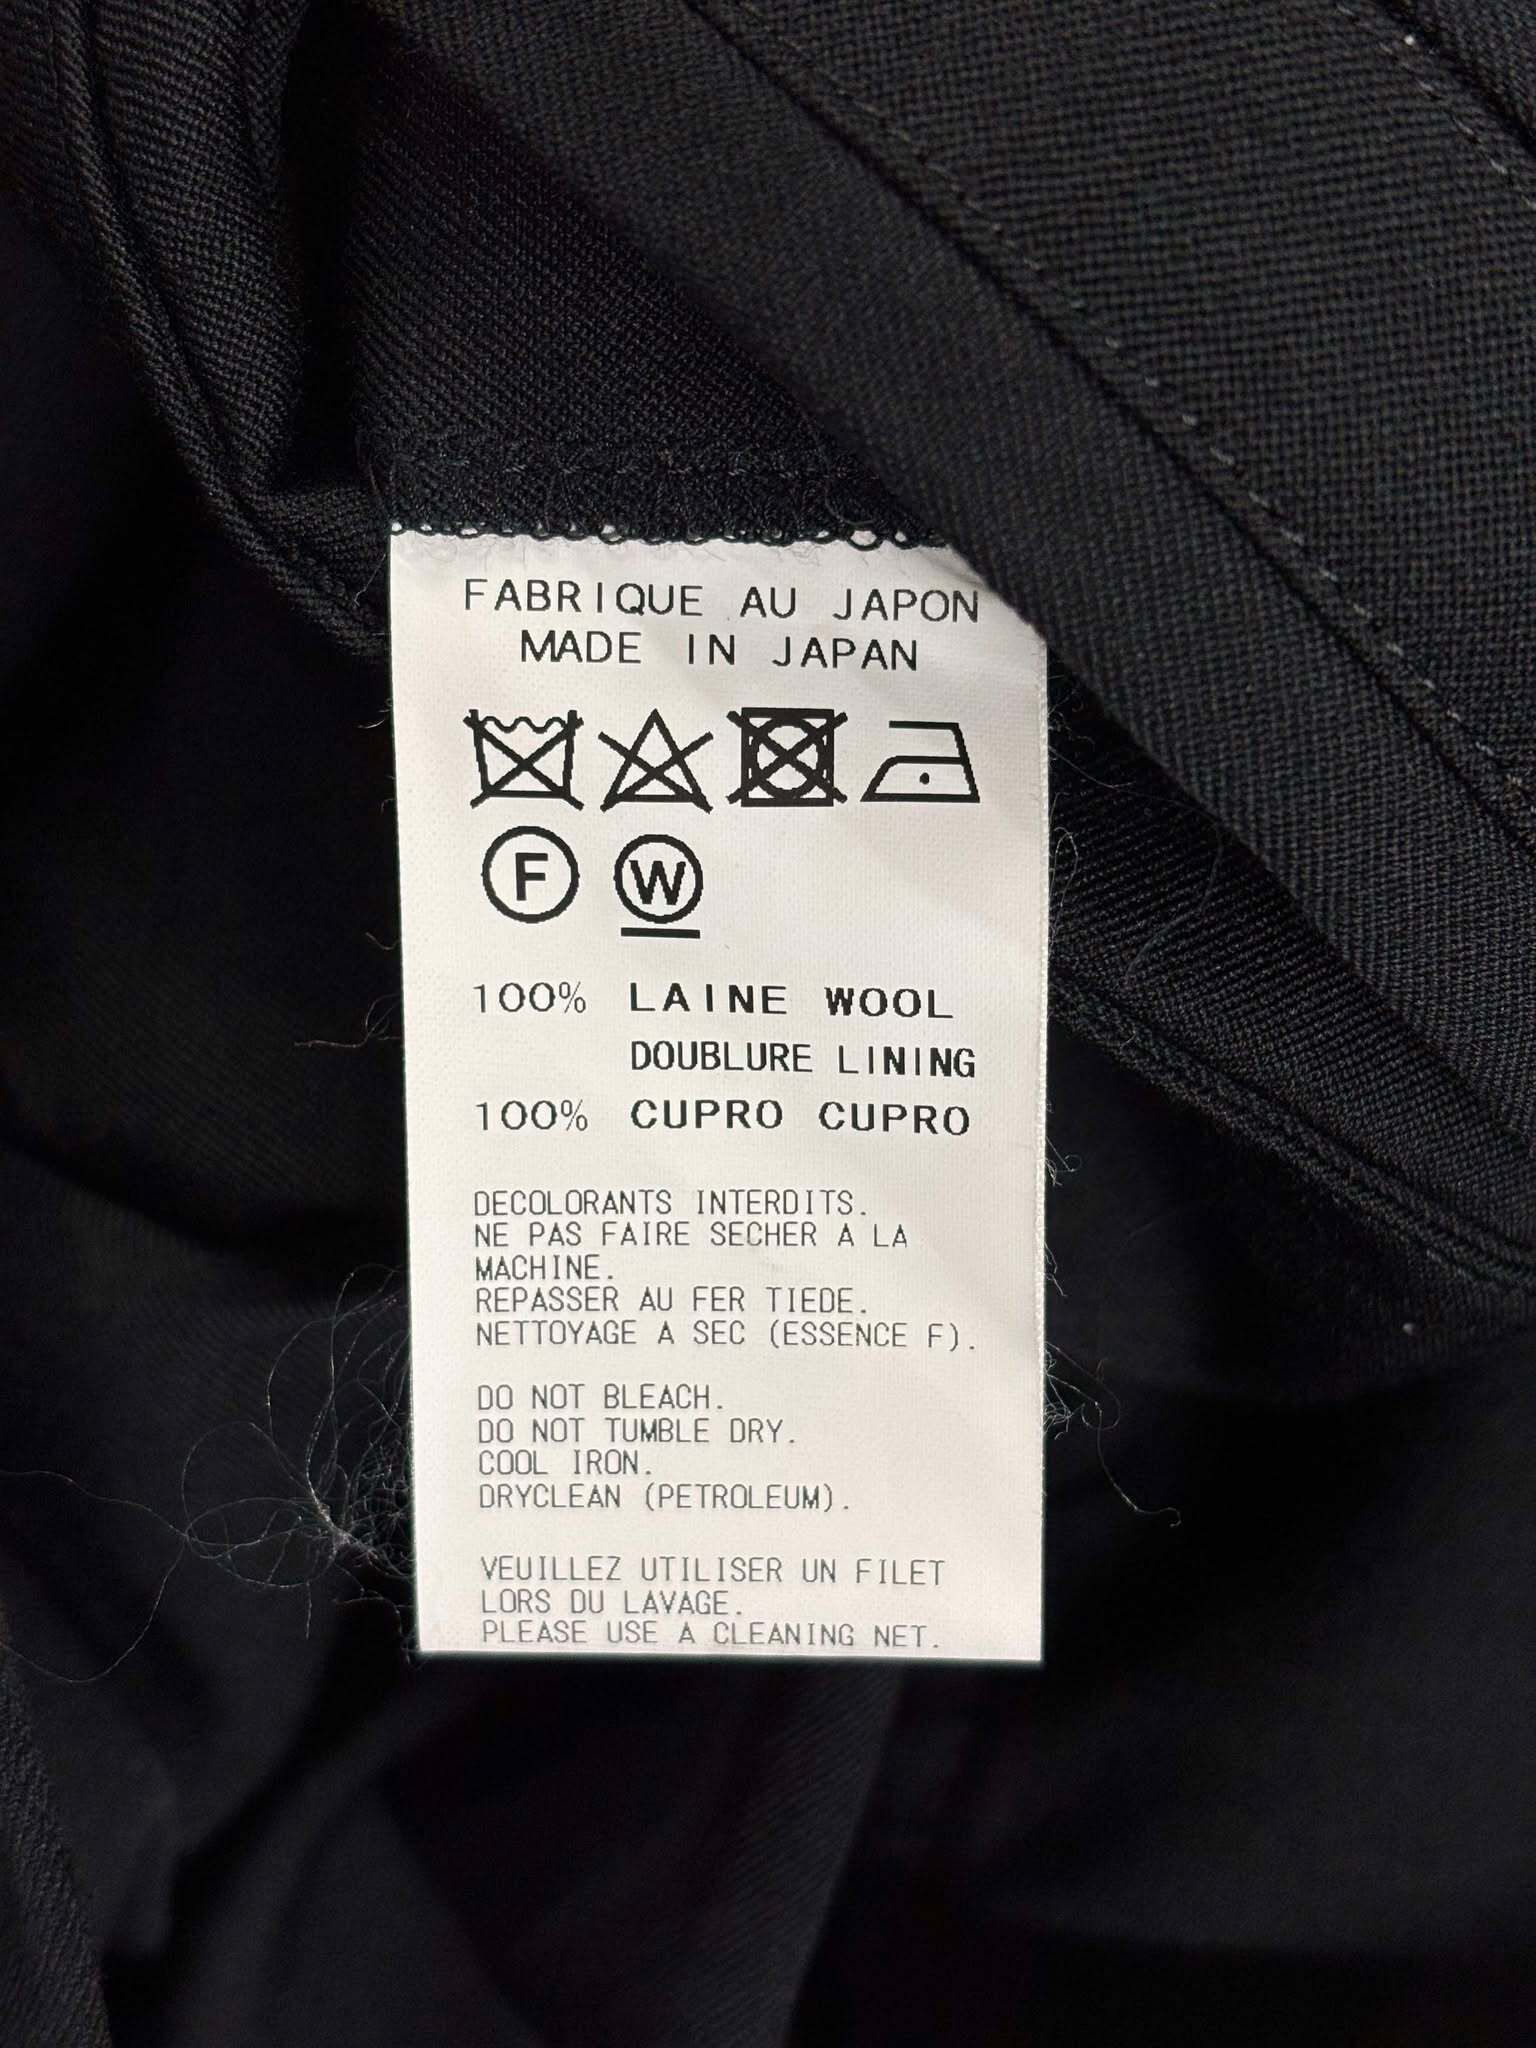 FABRIQUE AU JAPON
MADE IN JAPAN
F W
100% LAINE WOOL
DOUBLURE LINING
100% CUPRO CUPRO
DECOLORANTS INTERDITS.
NE PAS FAIRE SECHER A LA
MACHINE.
REPASSER AU FER TIEDE.
NETTOYAGE A SEC (ESSENCE F).
DO NOT BLEACH.
DO NOT TUMBLE DRY.
COOL IRON.
DRYCLEAN (PETROLEUM).
VEUILLEZ UTILISER UN FILET
LORS DU LAVAGE.
PLEASE USE A CLEANING NET.